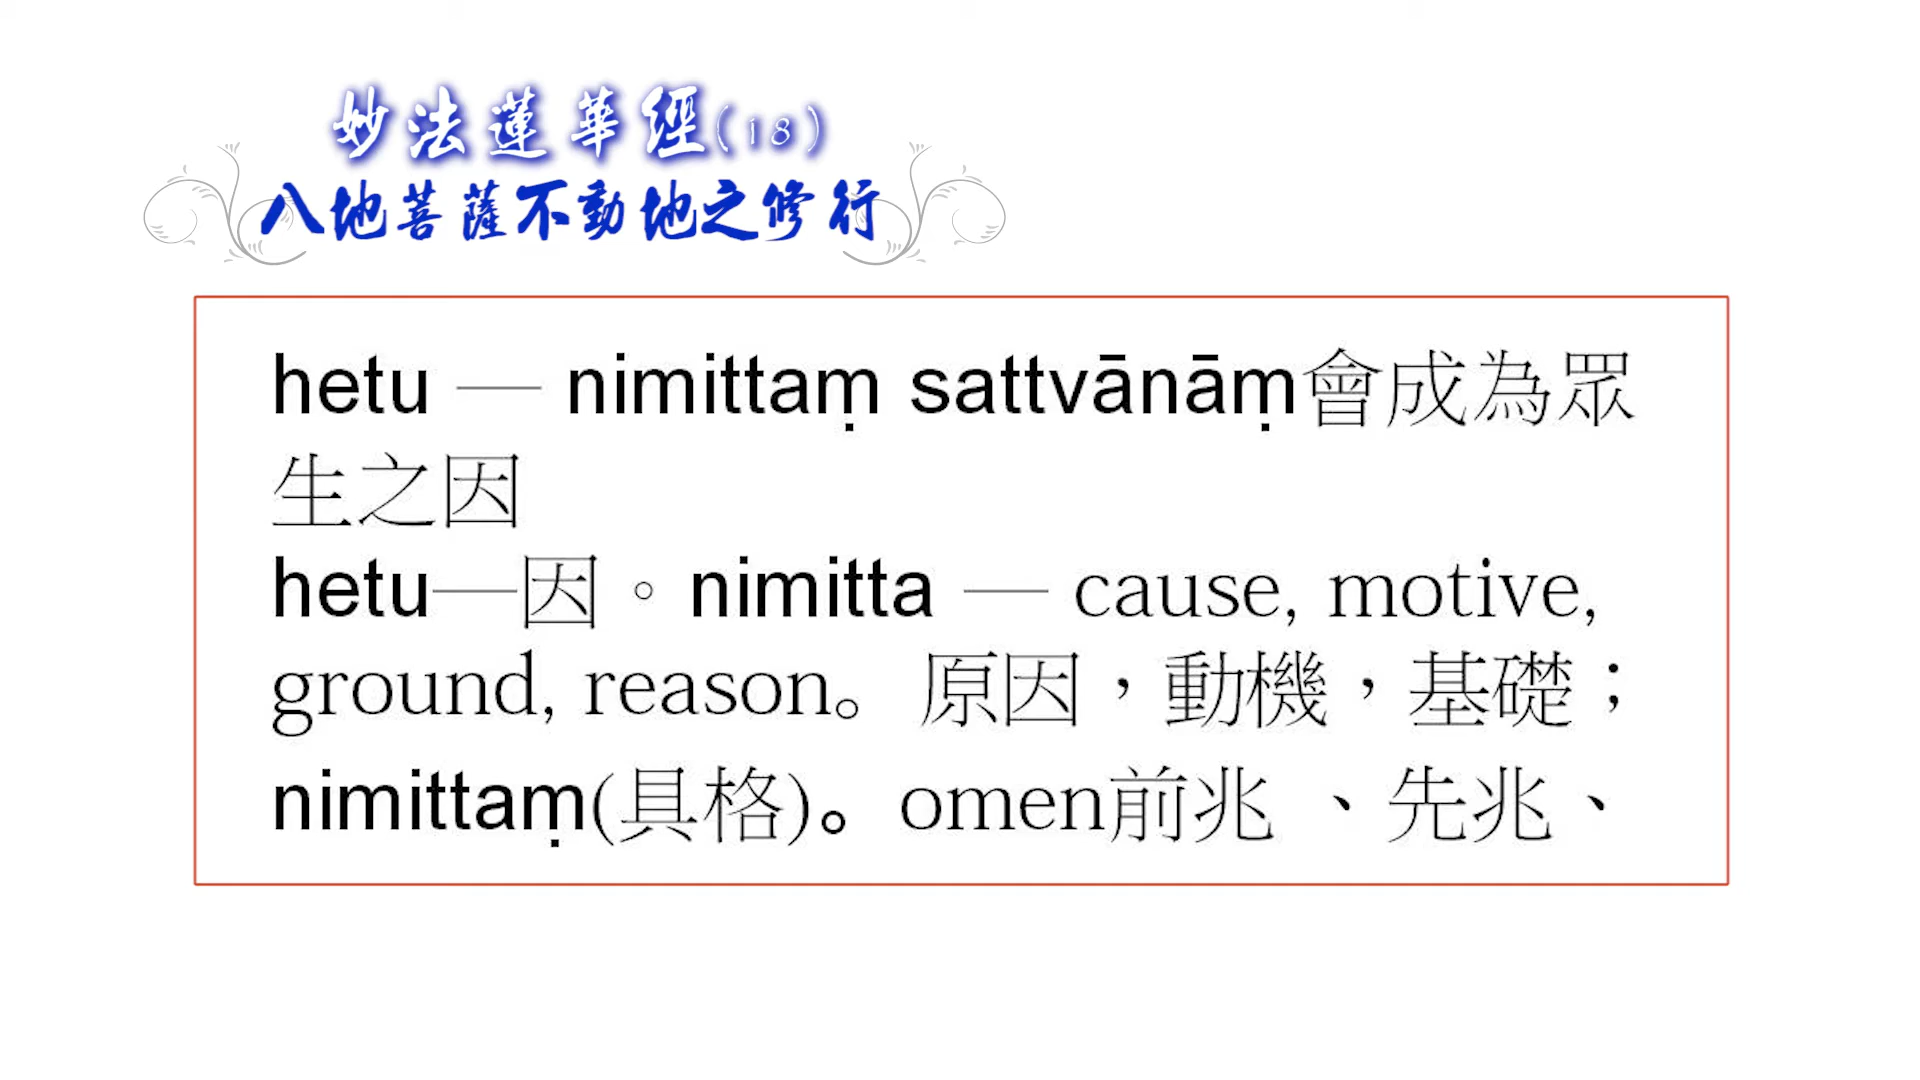 妙法蓮華經(18)
八地菩薩不動地之修行
hetu — nimittaṃ sattvānāṃ會成為眾
生之因
hetu—因。nimitta — cause, motive,
ground, reason。原因，動機，基礎；
nimittaṃ(具格)。omen前兆、先兆、